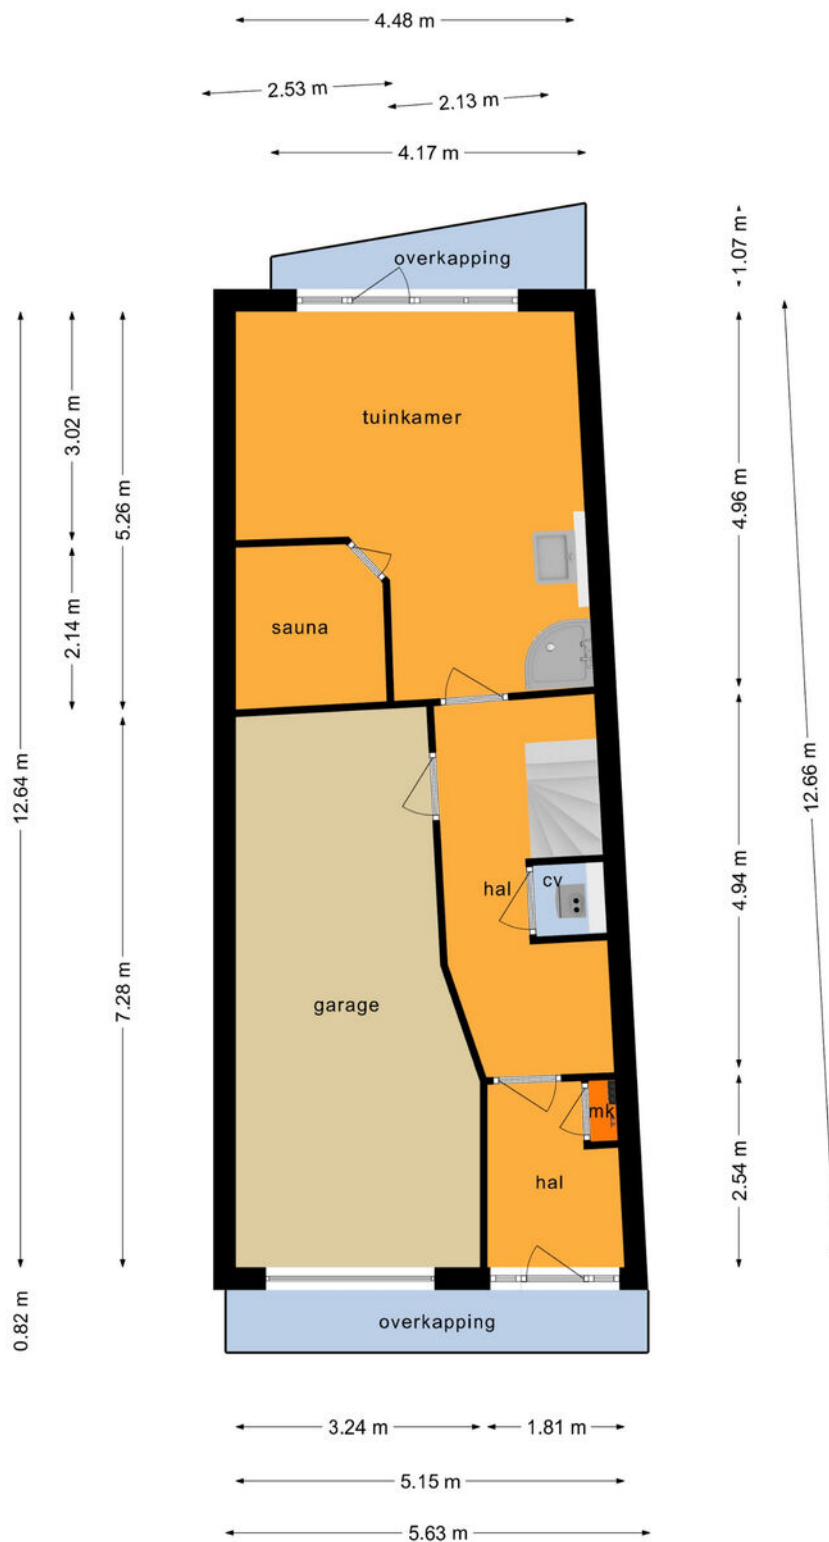 4.48 m
2.53 m
2.13 m
4.17 m
1.07 m
overkapping
tuinkamer
3.02 m
5.26 m
4.96 m
sauna
2.14 m
12.64 m
12.66 m
hal
cv
4.94 m
7.28 m
garage
mk
hal
2.54 m
0.82 m
overkapping
3.24 m
1.81 m
5.15 m
5.63 m